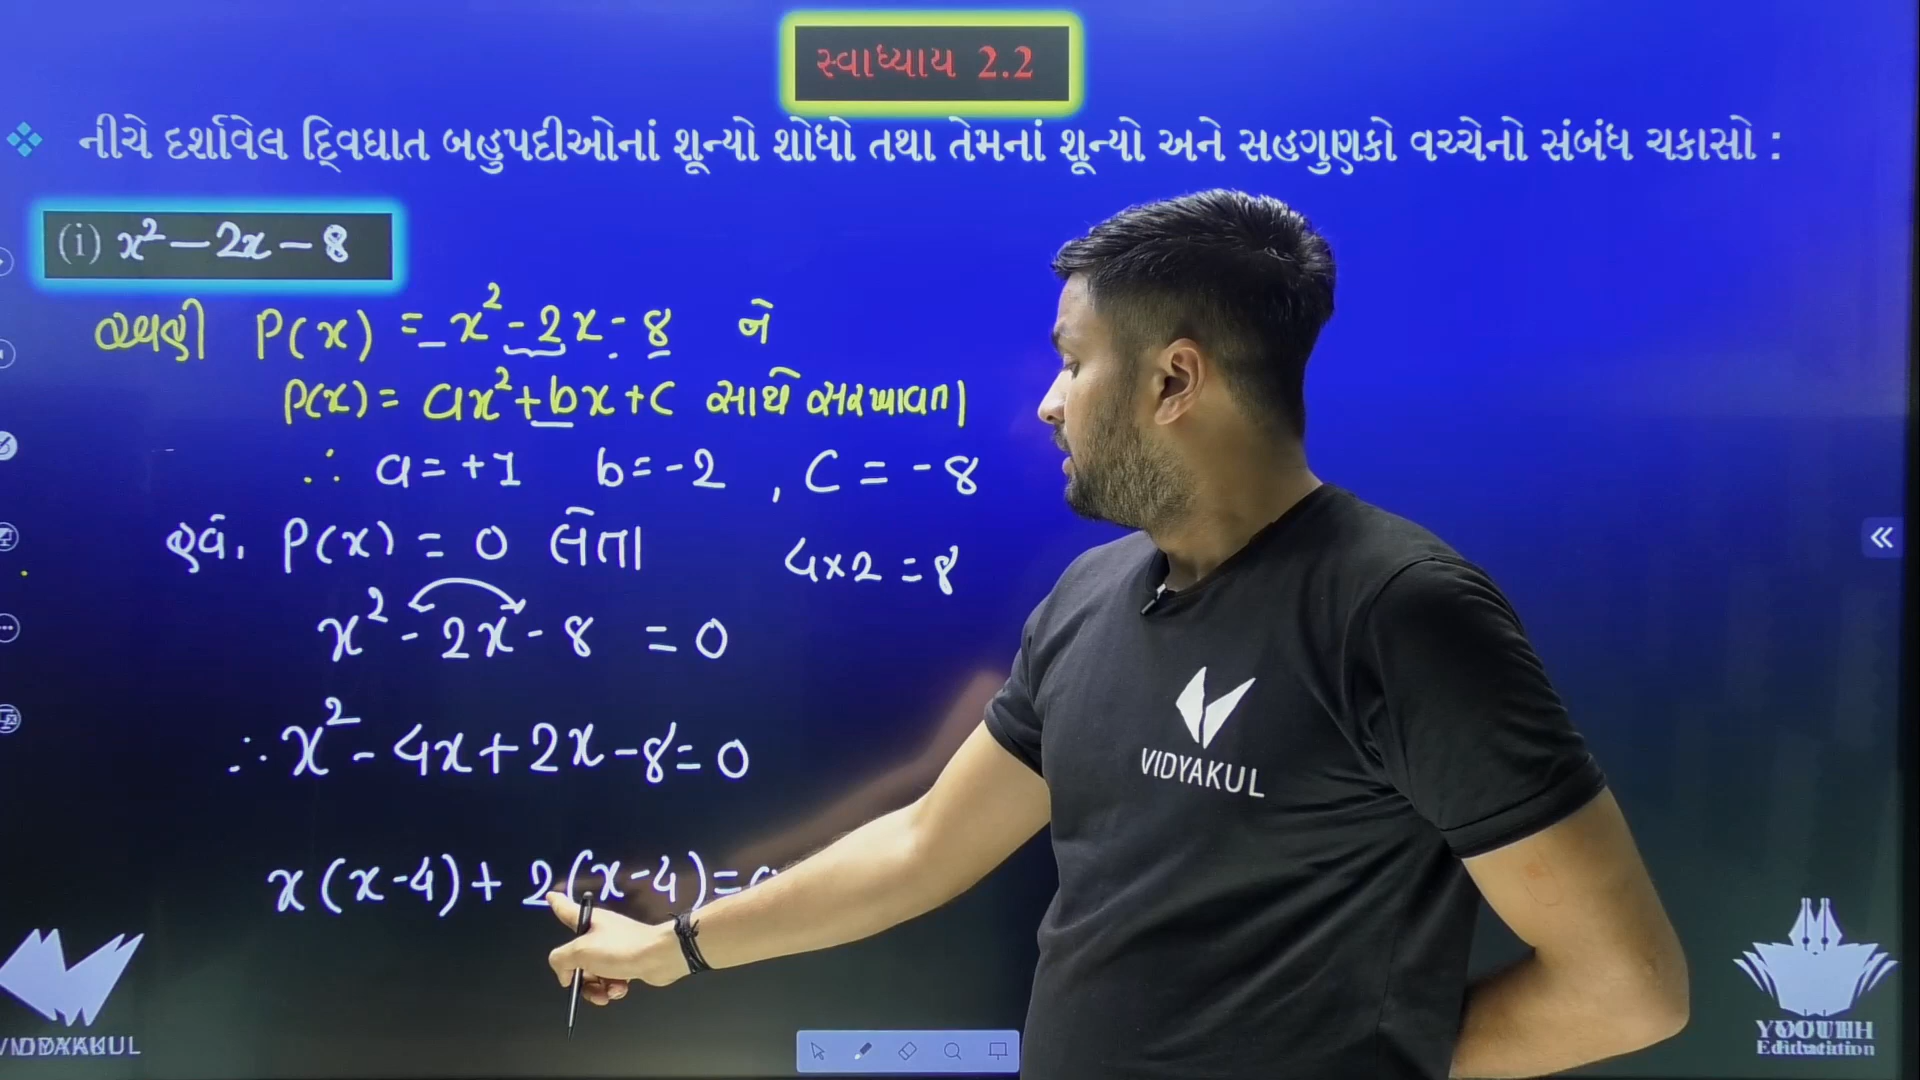 સ્વાધ્યાય 2.2
❖ નીચે દર્શાવેલ દ્વિઘાત બહુપદીઓનાં શૂન્યો શોધો તથા તેમનાં શૂન્યો અને સહગુણકો વચ્ચેનો સંબંધ ચકાસો :
(i) x² – 2x – 8
P(x) = x² - 2x - 8 ને
P(x) = ax² + bx + c સાથે સરખાવતા
∴ a = +1 b = -2 , C = -8
હવે. P(x) = 0 લેતા
4×2 = 8
x² - 2x - 8 = 0
∴ x² - 4x + 2x - 8 = 0
x(x-4) + 2(x-4) =
VIDYAKUL
VIDYAKUL
YOUTH
Education